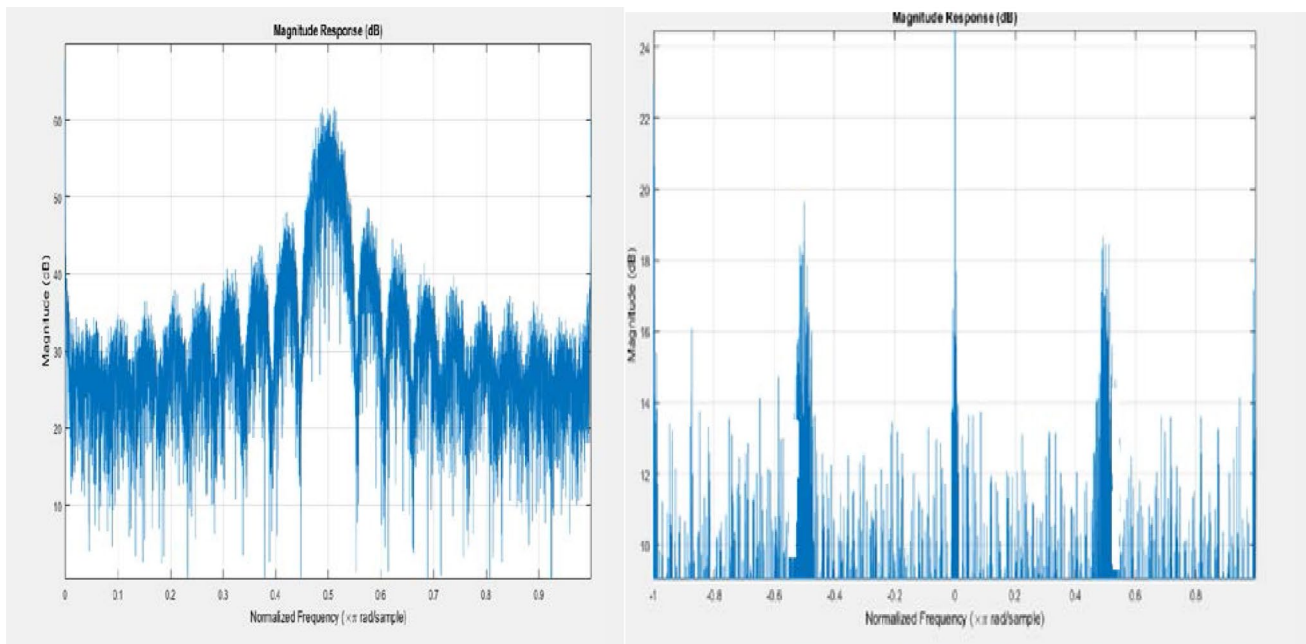 Magnitude Response (dB)
60
50
40
30
20
10
Magnitude (dB)
0 0.1 0.2 0.3 0.4 0.5 0.6 0.7 0.8 0.9
Normalized Frequency (×π rad/sample)
Magnitude Response (dB)
24
22
20
18
16
14
12
10
Magnitude (dB)
-1 -0.8 -0.6 -0.4 -0.2 0 0.2 0.4 0.6 0.8
Normalized Frequency (×π rad/sample)